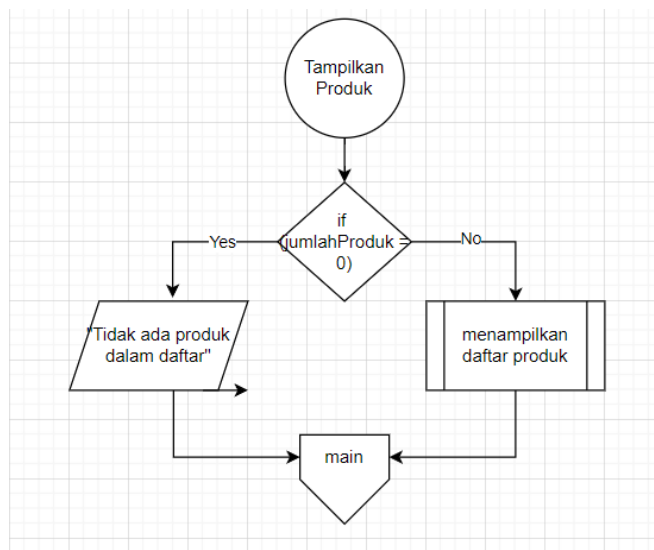 Tampilkan
Produk
if
(jumlahProduk =
0)
Yes
No
"Tidak ada produk
dalam daftar"
menampilkan
daftar produk
main